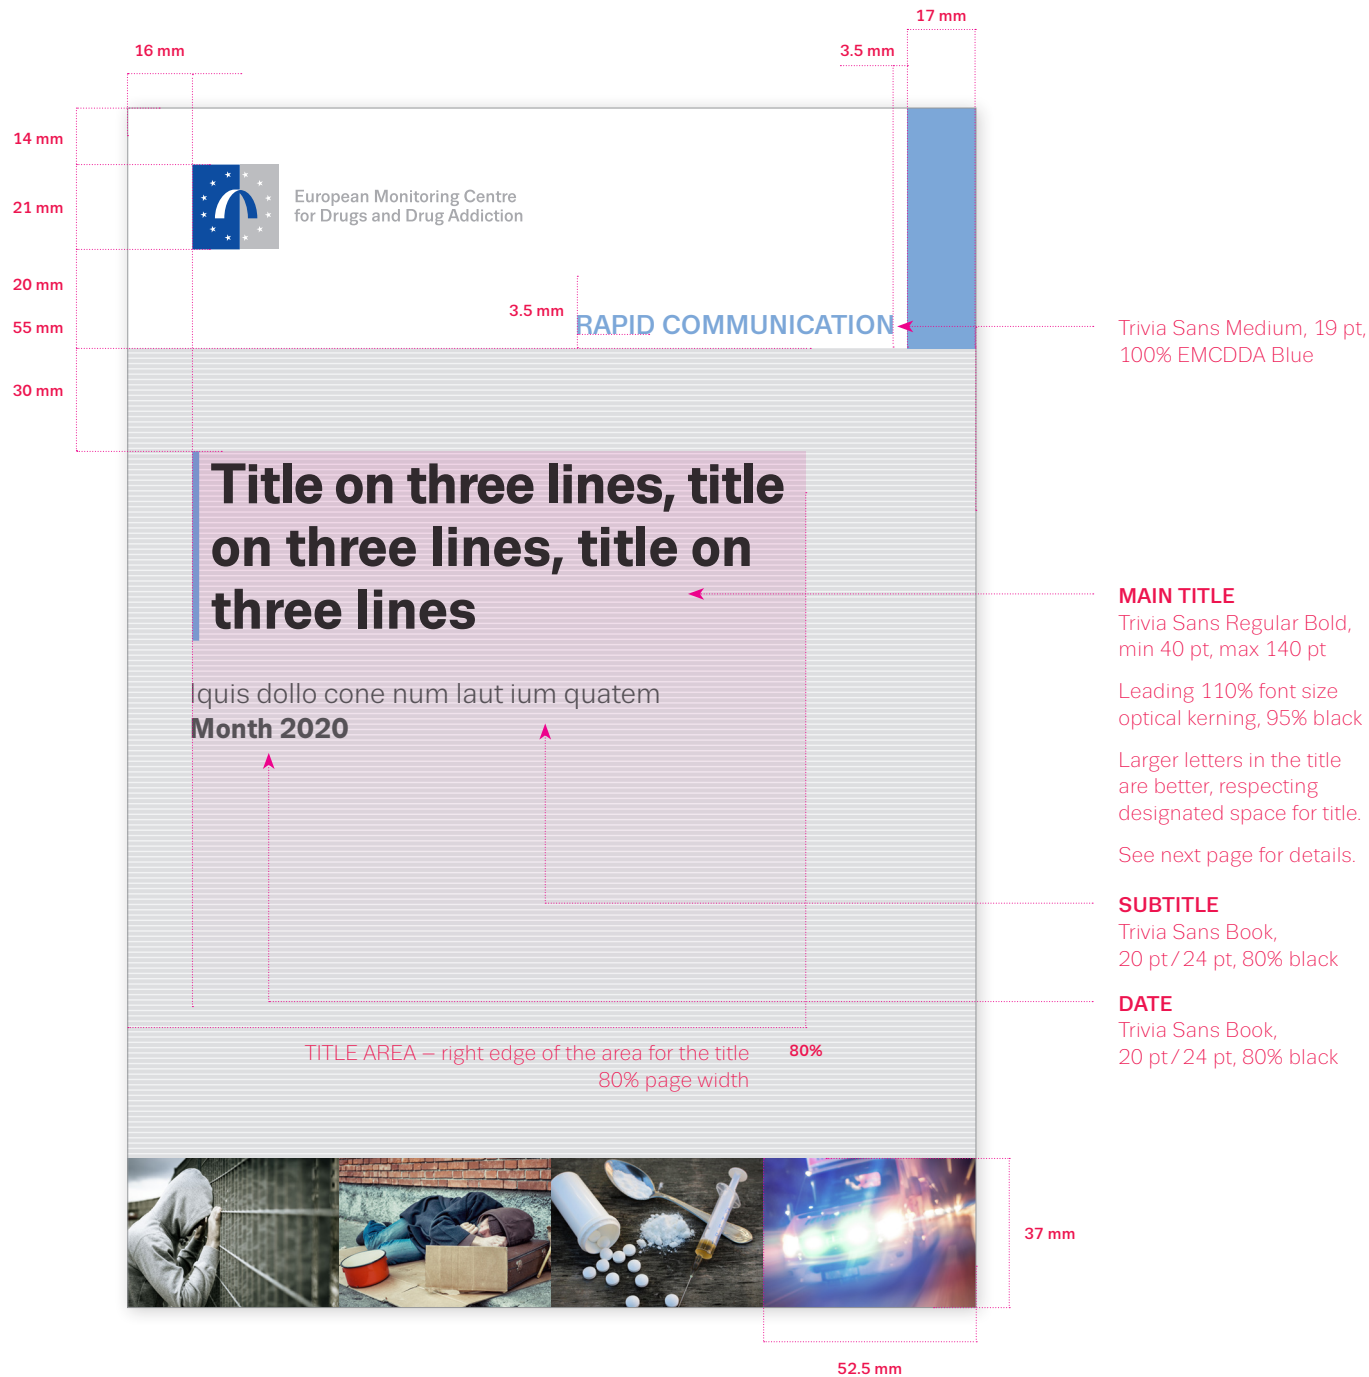 17 mm
16 mm
3.5 mm
14 mm
21 mm
European Monitoring Centre
for Drugs and Drug Addiction
20 mm
3.5 mm
RAPID COMMUNICATION
55 mm
30 mm
Trivia Sans Medium, 19 pt,
100% EMCDDA Blue
Title on three lines, title
on three lines, title on
three lines
Iquis dollo cone num laut ium quatem
Month 2020
MAIN TITLE
Trivia Sans Regular Bold,
min 40 pt, max 140 pt
Leading 110% font size
optical kerning, 95% black
Larger letters in the title
are better, respecting
designated space for title.
See next page for details.
SUBTITLE
Trivia Sans Book,
20 pt/24 pt, 80% black
DATE
Trivia Sans Book,
20 pt/24 pt, 80% black
TITLE AREA – right edge of the area for the title
80% page width
80%
37 mm
52.5 mm